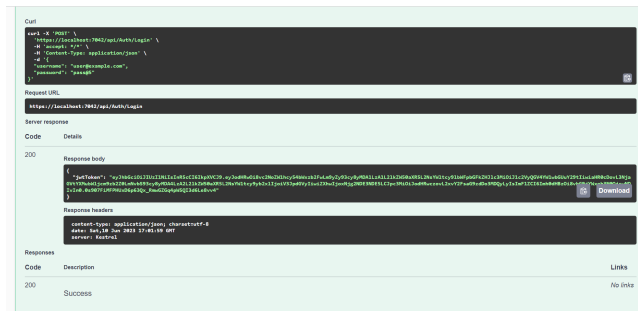 Curl
curl -X 'POST' \
'https://localhost:7042/api/Auth/Login' \
-H 'accept: */*' \
-H 'Content-Type: application/json' \
-d '{
"username": "user@example.com",
"password": "pass@5"
}'
Request URL
https://localhost:7042/api/Auth/Login
Server response
Code Details
200
Response body
{
"jwtToken":
}
Download
Response headers
content-type: application/json; charset=utf-8
date: Sat,10 Jun 2023 17:01:59 GMT
server: Kestrel
Responses
Code Description Links
200 Success No links